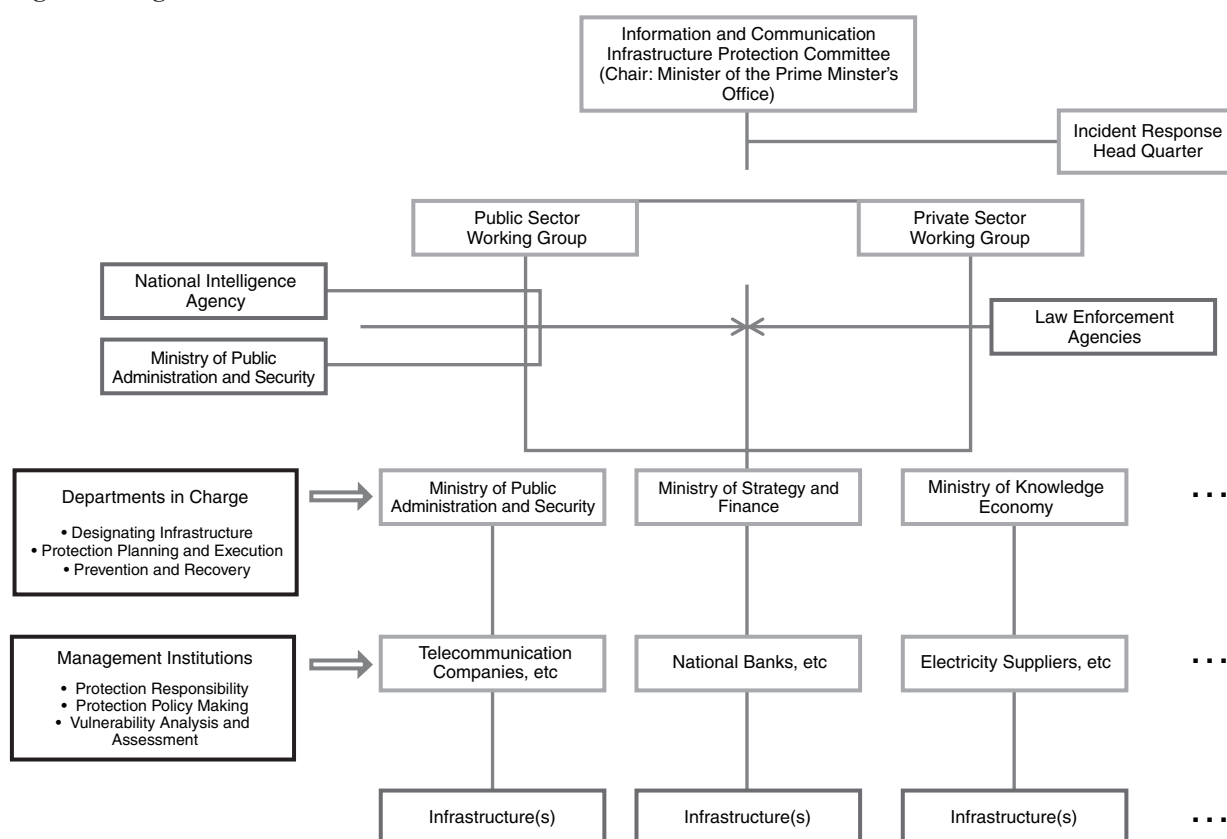 Information and Communication
Infrastructure Protection Committee
(Chair: Minister of the Prime Minster's
Office)
Incident Response
Head Quarter
Public Sector
Working Group
Private Sector
Working Group
National Intelligence
Agency
Law Enforcement
Agencies
Ministry of Public
Administration and Security
Departments in Charge
• Designating Infrastructure
• Protection Planning and Execution
• Prevention and Recovery
Ministry of Public
Administration and Security
Ministry of Strategy and
Finance
Ministry of Knowledge
Economy
...
Management Institutions
• Protection Responsibility
• Protection Policy Making
• Vulnerability Analysis and
Assessment
Telecommunication
Companies, etc
National Banks, etc
Electricity Suppliers, etc
...
Infrastructure(s)
Infrastructure(s)
Infrastructure(s)
...